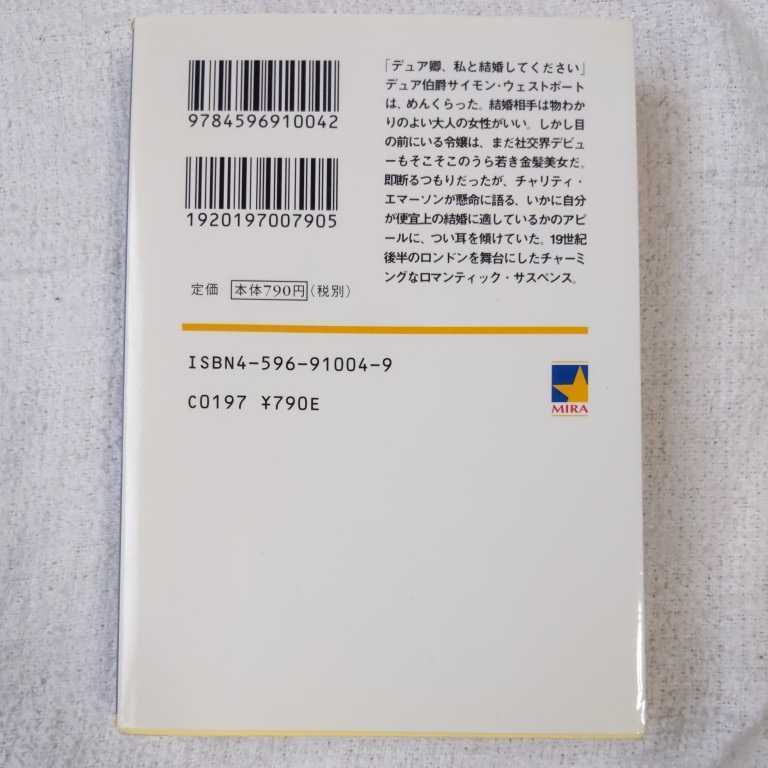 9784596910042
1920197007905
定価 本体790円(税別)
「デュア卿、私と結婚してください」
デュア伯爵サイモン・ウェストポート
は、めんくらった。結婚相手は物わか
りのよい大人の女性がいい。しかし目
の前にいる令嬢は、まだ社交界デビュ
ーもそこそこのうら若き金髪美女だ。
即断るつもりだったが、チャリティ・
エマーソンが懸命に語る、いかに自分
が便宜上の結婚に適しているかのアピ
ールに、つい耳を傾けていた。19世紀
後半のロンドンを舞台にしたチャーミ
ングなロマンティック・サスペンス。
ISBN4-596-91004-9
C0197 ¥790E
MIRA